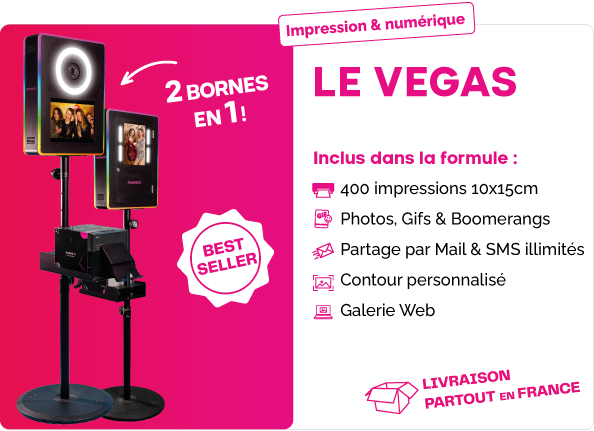 Impression & numérique
2 BORNES
EN 1!
LE VEGAS
Inclus dans la formule :
400 impressions 10x15cm
GIF
Photos, Gifs & Boomerangs
Partage par Mail & SMS illimités
Contour personnalisé
Galerie Web
BEST
SELLER
LIVRAISON
PARTOUT EN FRANCE